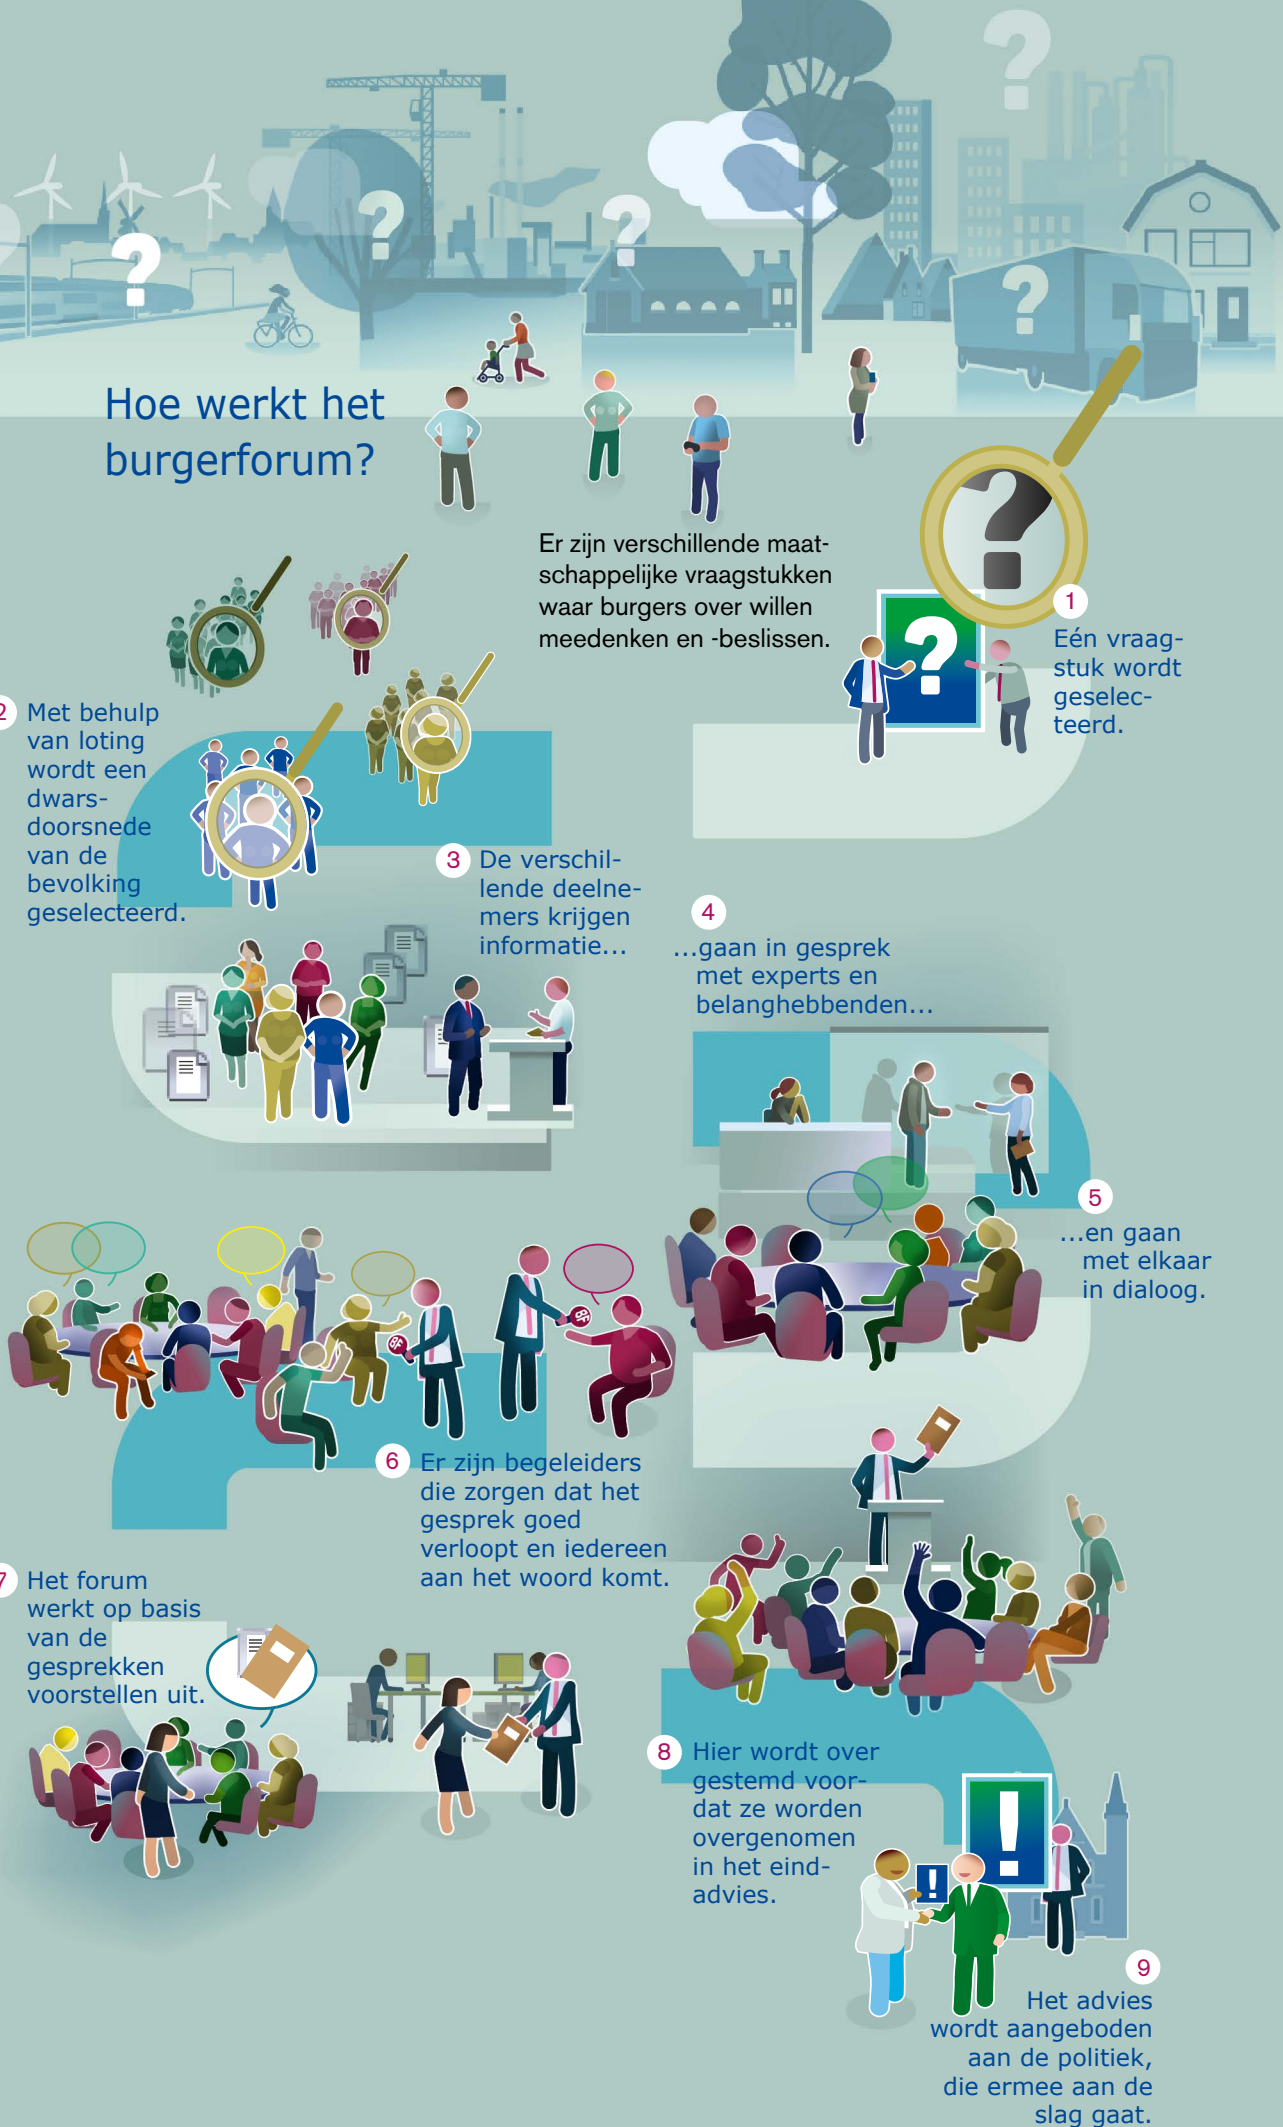 Hoe werkt het
burgerforum?
Er zijn verschillende maat-
schappelijke vraagstukken
waar burgers over willen
meedenken en -beslissen.
1
Eén vraag-
stuk wordt
geselec-
teerd.
2 Met behulp
van loting
wordt een
dwars-
doorsnede
van de
bevolking
geselecteerd.
3 De verschil-
lende deelne-
mers krijgen
informatie...
4
...gaan in gesprek
met experts en
belanghebbenden...
5
...en gaan
met elkaar
in dialoog.
BF
BF
6 Er zijn begeleiders
die zorgen dat het
gesprek goed
verloopt en iedereen
aan het woord komt.
7 Het forum
werkt op basis
van de
gesprekken
voorstellen uit.
8 Hier wordt over
gestemd voor-
dat ze worden
overgenomen
in het eind-
advies.
9
Het advies
wordt aangeboden
aan de politiek,
die ermee aan de
slag gaat.